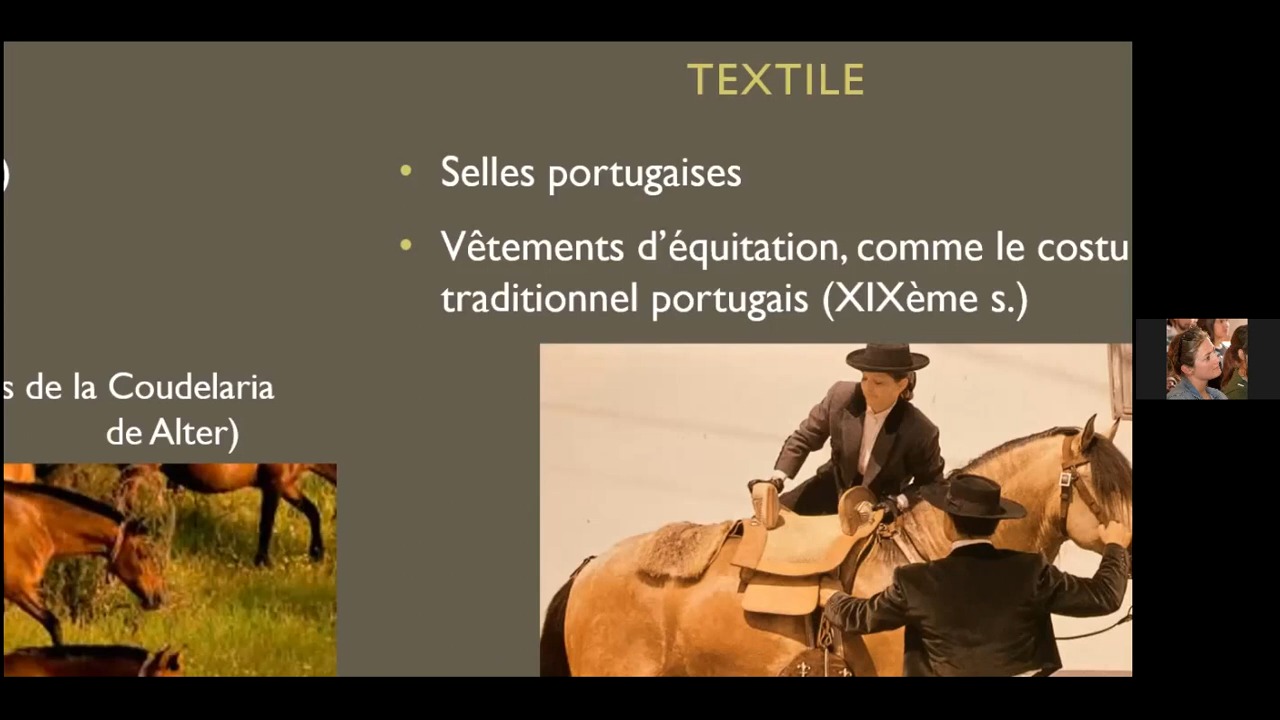 TEXTILE
)
• Selles portugaises
• Vêtements d’équitation, comme le costu
traditionnel portugais (XIXème s.)
s de la Coudelaria
de Alter)